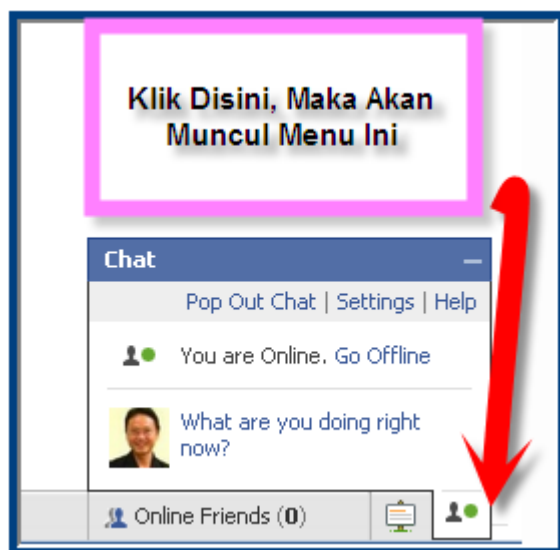 Klik Disini, Maka Akan
Muncul Menu Ini
Chat
Pop Out Chat | Settings | Help
You are Online. Go Offline
What are you doing right
now?
Online Friends (0)